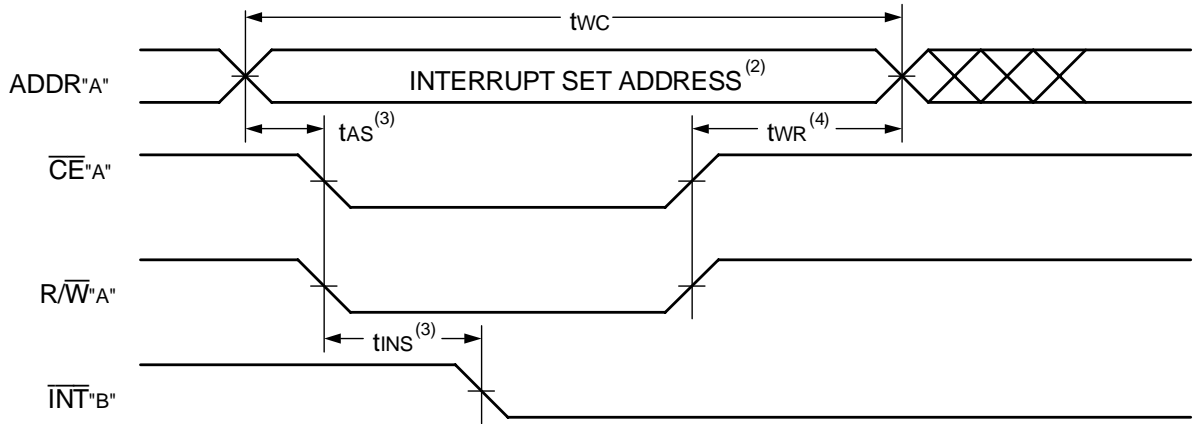 tWC
ADDR"A"
INTERRUPT SET ADDRESS(2)
tAS(3)
tWR(4)
CE"A"
R/W"A"
tINS(3)
INT"B"